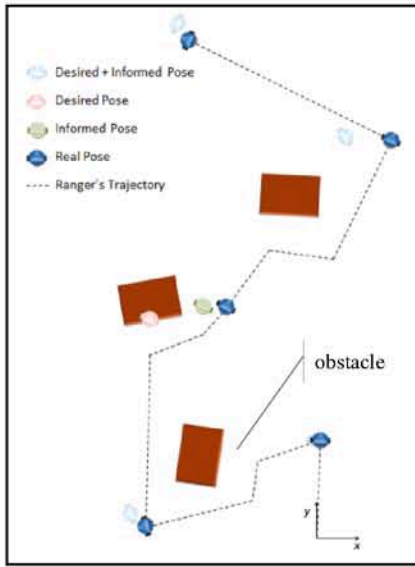 Desired + Informed Pose
Desired Pose
Informed Pose
Real Pose
Ranger's Trajectory
obstacle
y
x